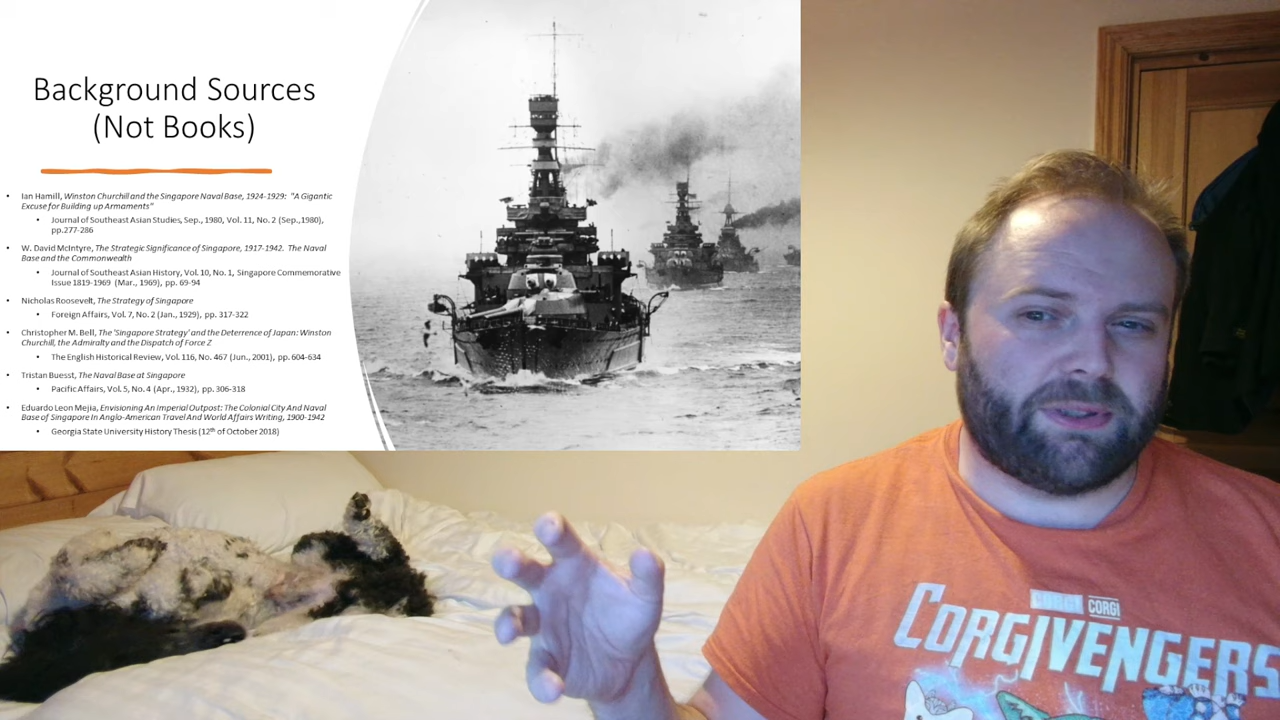 Background Sources
(Not Books)
• Ian Hamill, Winston Churchill and the Singapore Naval Base, 1924-1929: "A Gigantic
Excuse for Building up Armaments"
• Journal of Southeast Asian Studies, Sep., 1980, Vol. 11, No. 2 (Sep.,1980),
pp.277-286
• W. David McIntyre, The Strategic Significance of Singapore, 1917-1942. The Naval
Base and the Commonwealth
• Journal of Southeast Asian History, Vol. 10, No. 1, Singapore Commemorative
Issue 1819-1969 (Mar., 1969), pp. 69-94
• Nicholas Roosevelt, The Strategy of Singapore
• Foreign Affairs, Vol. 7, No. 2 (Jan., 1929), pp. 317-322
• Christopher M. Bell, The 'Singapore Strategy' and the Deterrence of Japan: Winston
Churchill, the Admiralty and the Dispatch of Force Z
• The English Historical Review, Vol. 116, No. 467 (Jun., 2001), pp. 604-634
• Tristan Buesst, The Naval Base at Singapore
• Pacific Affairs, Vol. 5, No. 4 (Apr., 1932), pp. 306-318
• Eduardo Leon Mejia, Envisioning An Imperial Outpost: The Colonial City And Naval
Base of Singapore In Anglo-American Travel And World Affairs Writing, 1900-1942
• Georgia State University History Thesis (12th of October 2018)
CORGI CORGI
CORGIVENGERS